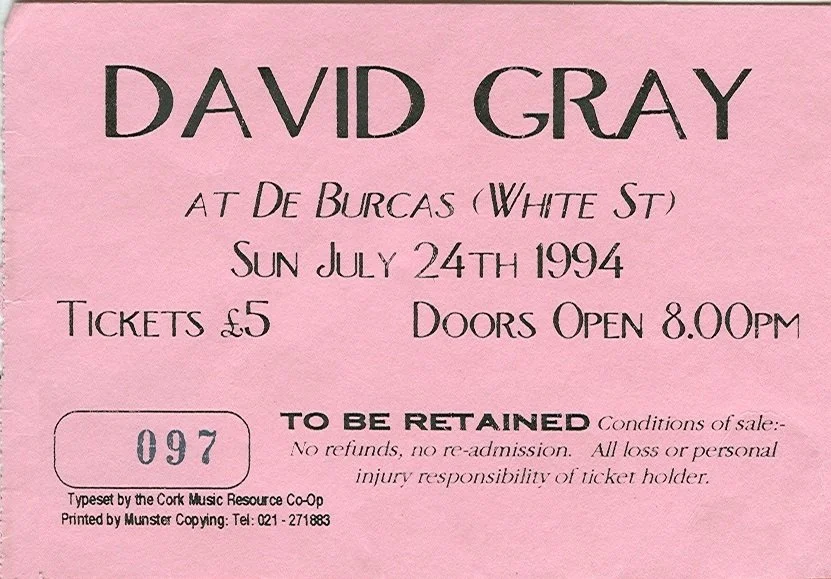 DAVID GRAY
AT DE BURCAS (WHITE ST)
SUN JULY 24TH 1994
TICKETS £5 DOORS OPEN 8.00PM
TO BE RETAINED Conditions of sale:-
No refunds, no re-admission. All loss or personal
injury responsibility of ticket holder.
097
Typeset by the Cork Music Resource Co-Op
Printed by Munster Copying: Tel: 021 - 271883